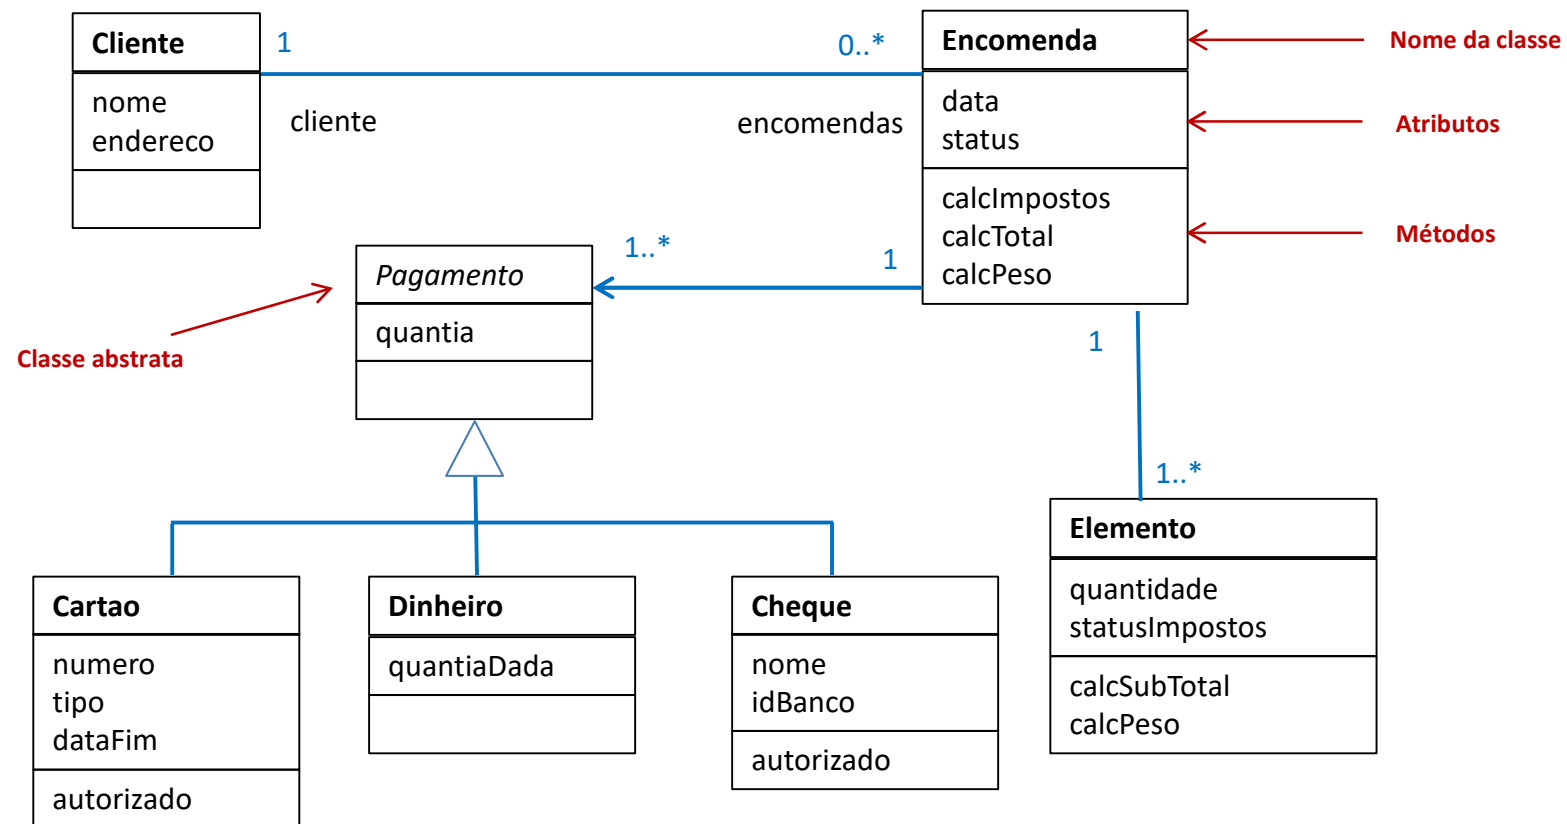 Cliente
1
0..*
Encomenda
Nome da classe
nome
endereco
cliente
encomendas
data
status
Atributos
calcImpostos
calcTotal
calcPeso
Métodos
1..*
1
Pagamento
quantia
Classe abstrata
1
1..*
Elemento
quantidade
statusImpostos
calcSubTotal
calcPeso
Cartao
numero
tipo
dataFim
autorizado
Dinheiro
quantiaDada
Cheque
nome
idBanco
autorizado